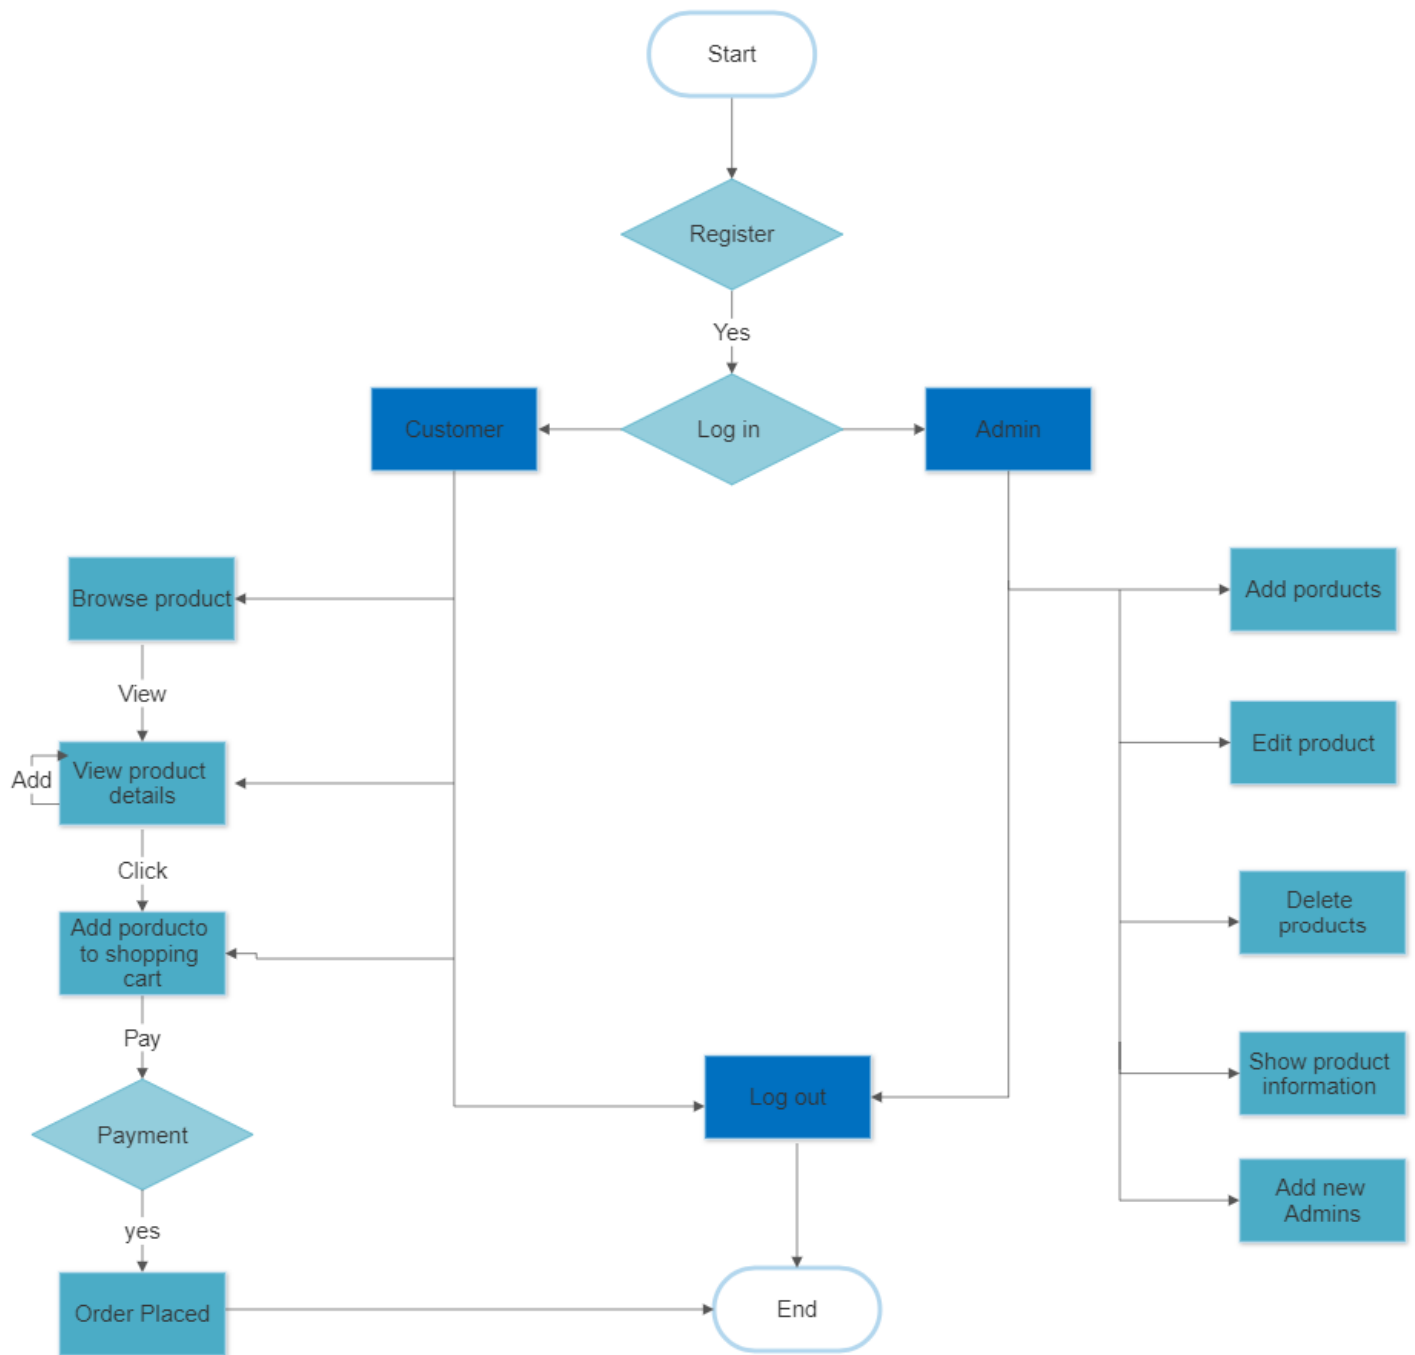 Start
Register
Yes
Customer
Log in
Admin
Browse product
Add porducts
View
Edit product
Add
View product
details
Click
Delete
products
Add porducto
to shopping
cart
Pay
Show product
information
Log out
Payment
Add new
Admins
yes
Order Placed
End